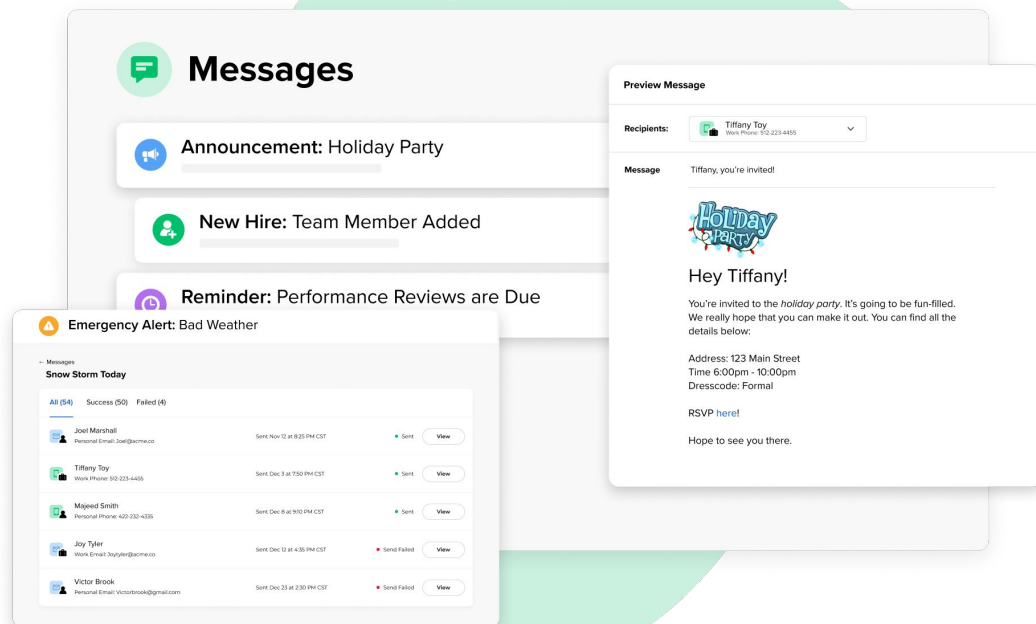 Messages
Announcement: Holiday Party
New Hire: Team Member Added
Reminder: Performance Reviews are Due
Preview Message
Recipients:
Tiffany Toy
Work Phone: 512-223-4455
Message
Tiffany, you're invited!
HOLIDAY
PARTY
Hey Tiffany!
You're invited to the holiday party. It's going to be fun-filled.
We really hope that you can make it out. You can find all the
details below:
Address: 123 Main Street
Time 6:00pm - 10:00pm
Dresscode: Formal
RSVP here!
Hope to see you there.
Emergency Alert: Bad Weather
← Messages
Snow Storm Today
All (54) Success (50) Failed (4)
Joel Marshall
Personal Email: Joel@acme.co
Sent Nov 12 at 8:25 PM CST
Sent
View
Tiffany Toy
Work Phone: 512-223-4455
Sent Dec 3 at 7:50 PM CST
Sent
View
Majeed Smith
Personal Phone: 422-232-4335
Sent Dec 8 at 9:10 PM CST
Sent
View
Joy Tyler
Work Email: Joytyler@acme.co
Sent Dec 12 at 4:35 PM CST
Send Failed
View
Victor Brook
Personal Email: Victorbrook@gmail.com
Sent Dec 23 at 2:30 PM CST
Send Failed
View